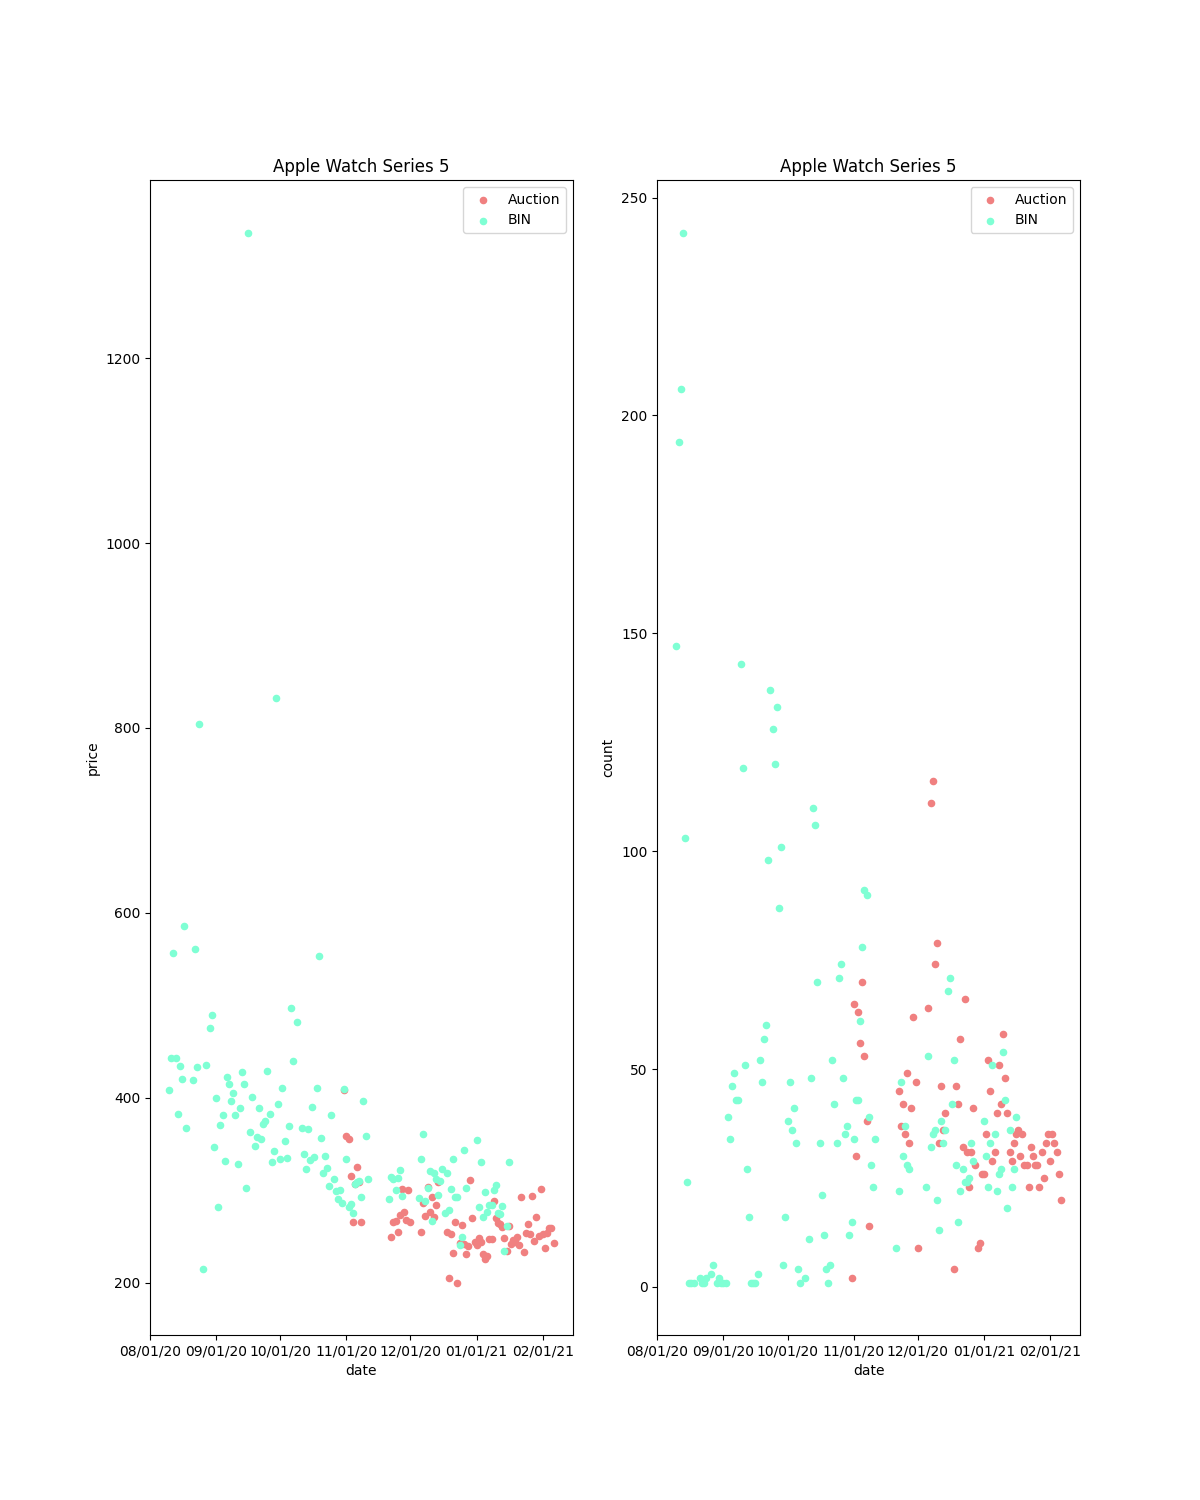 Apple Watch Series 5
Auction
BIN
price
1200
1000
800
600
400
200
08/01/20 09/01/20 10/01/20 11/01/20 12/01/20 01/01/21 02/01/21
date
Apple Watch Series 5
Auction
BIN
count
250
200
150
100
50
0
08/01/20 09/01/20 10/01/20 11/01/20 12/01/20 01/01/21 02/01/21
date